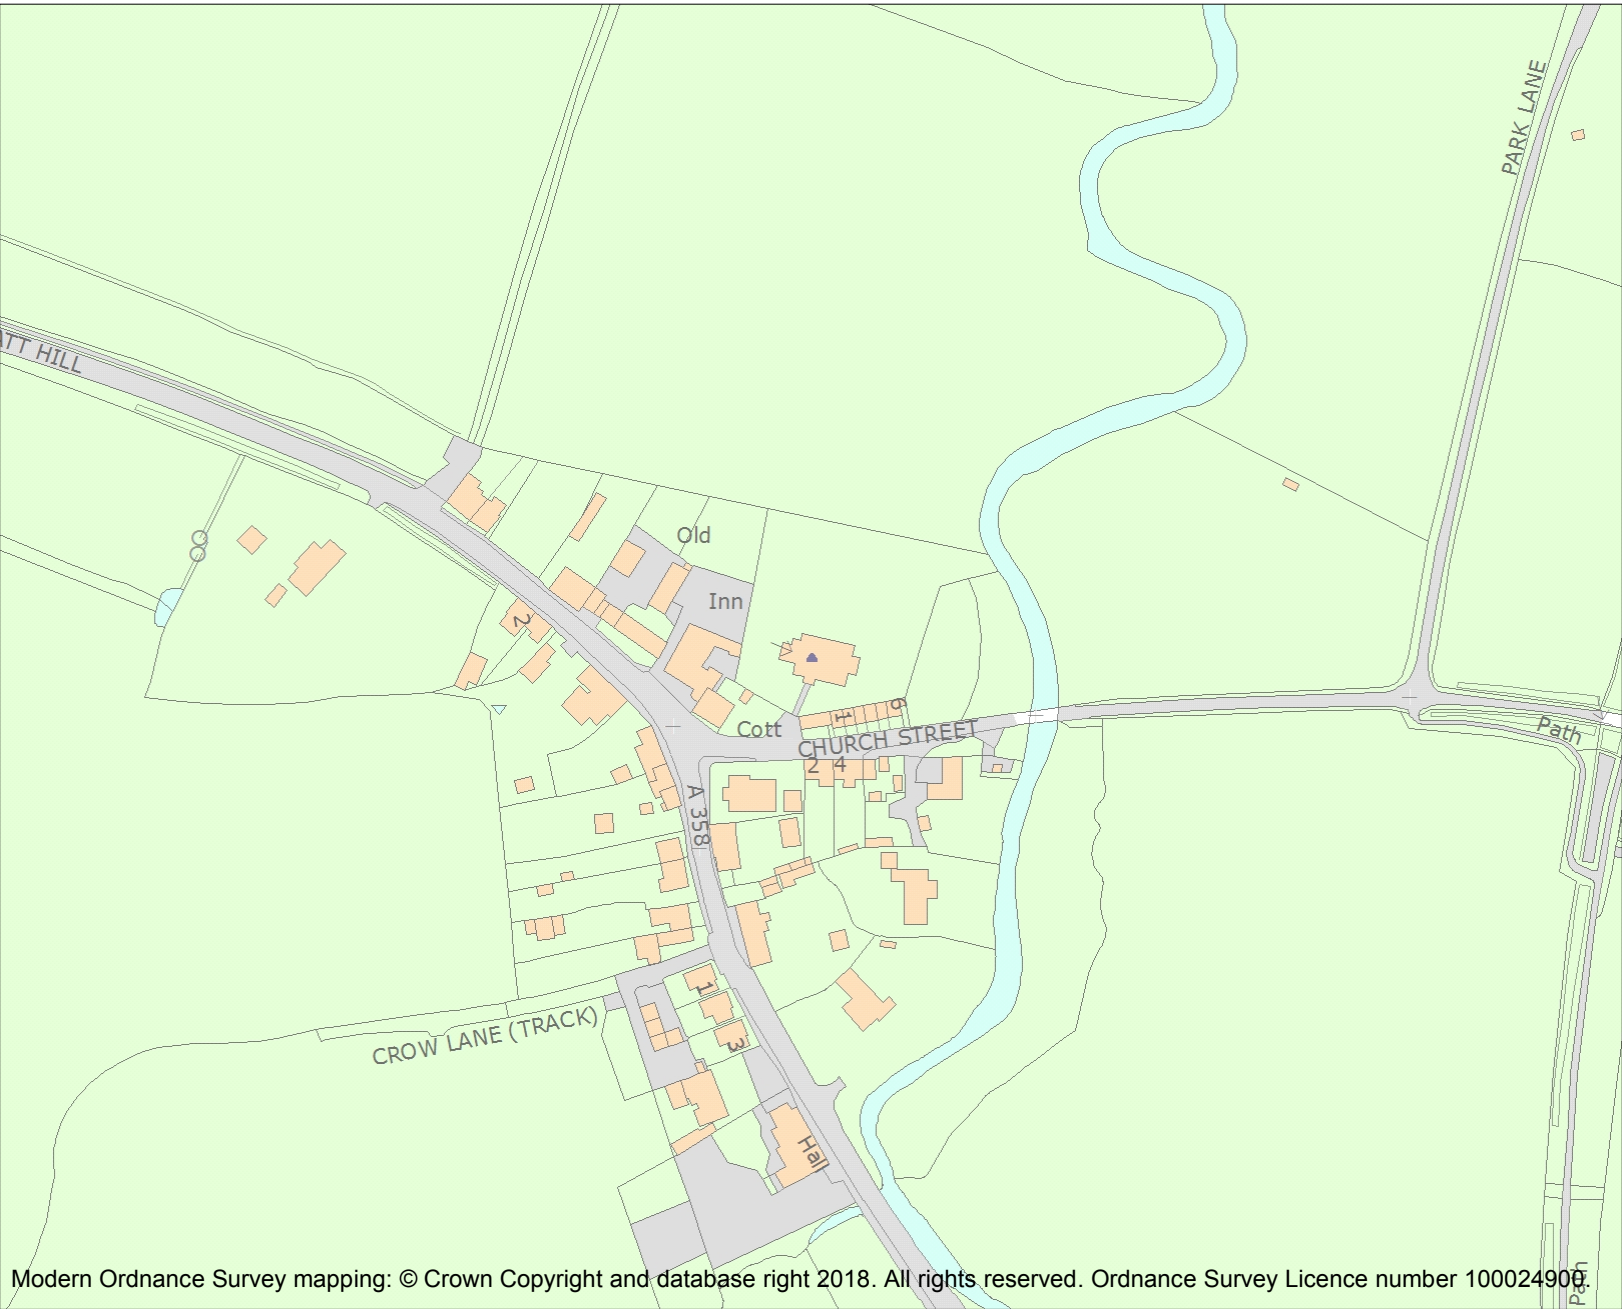 PARK LANE
ATT HILL
Old
Inn
2
1
6
Cott
CHURCH STREET
Path
2 4
A 358
1
CROW LANE (TRACK)
3
Hall
Path
Modern Ordnance Survey mapping: © Crown Copyright and database right 2018. All rights reserved. Ordnance Survey Licence number 100024900.